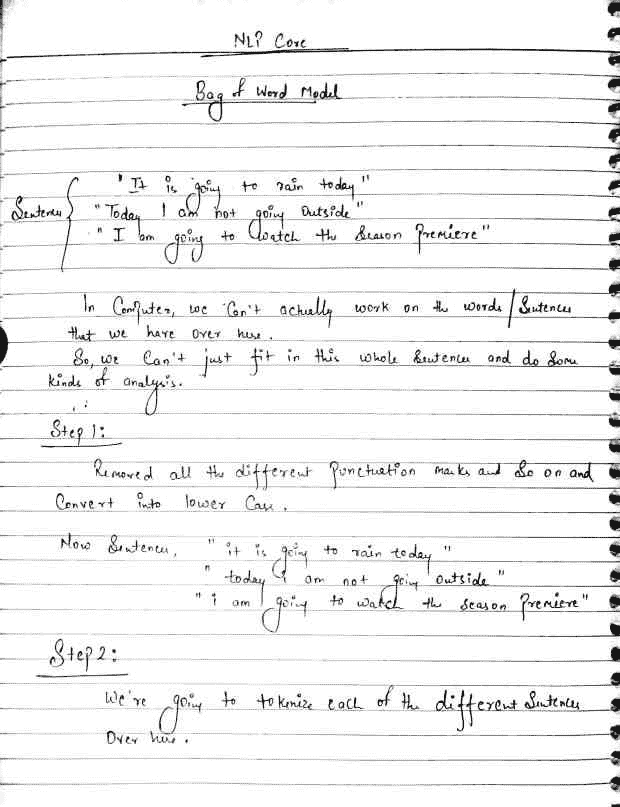 NLP Core
Bag of Word Model
"It is going to rain today"
Sentences "Today I am not going Outside"
"I am going to Watch the Season Premiere"
In Computer, we Can't actually work on the words/Sentences
that we have over here.
So, we Can't just fit in this whole Sentences and do Some
kinds of analysis.
Step 1:
Removed all the different Punctuation marks and So on and
Convert into lower Case.
Now Sentences, "it is going to rain today"
"today i am not going outside"
"i am going to watch the season Premiere"
Step 2:
We're going to tokenize each of the different Sentences
Over here.